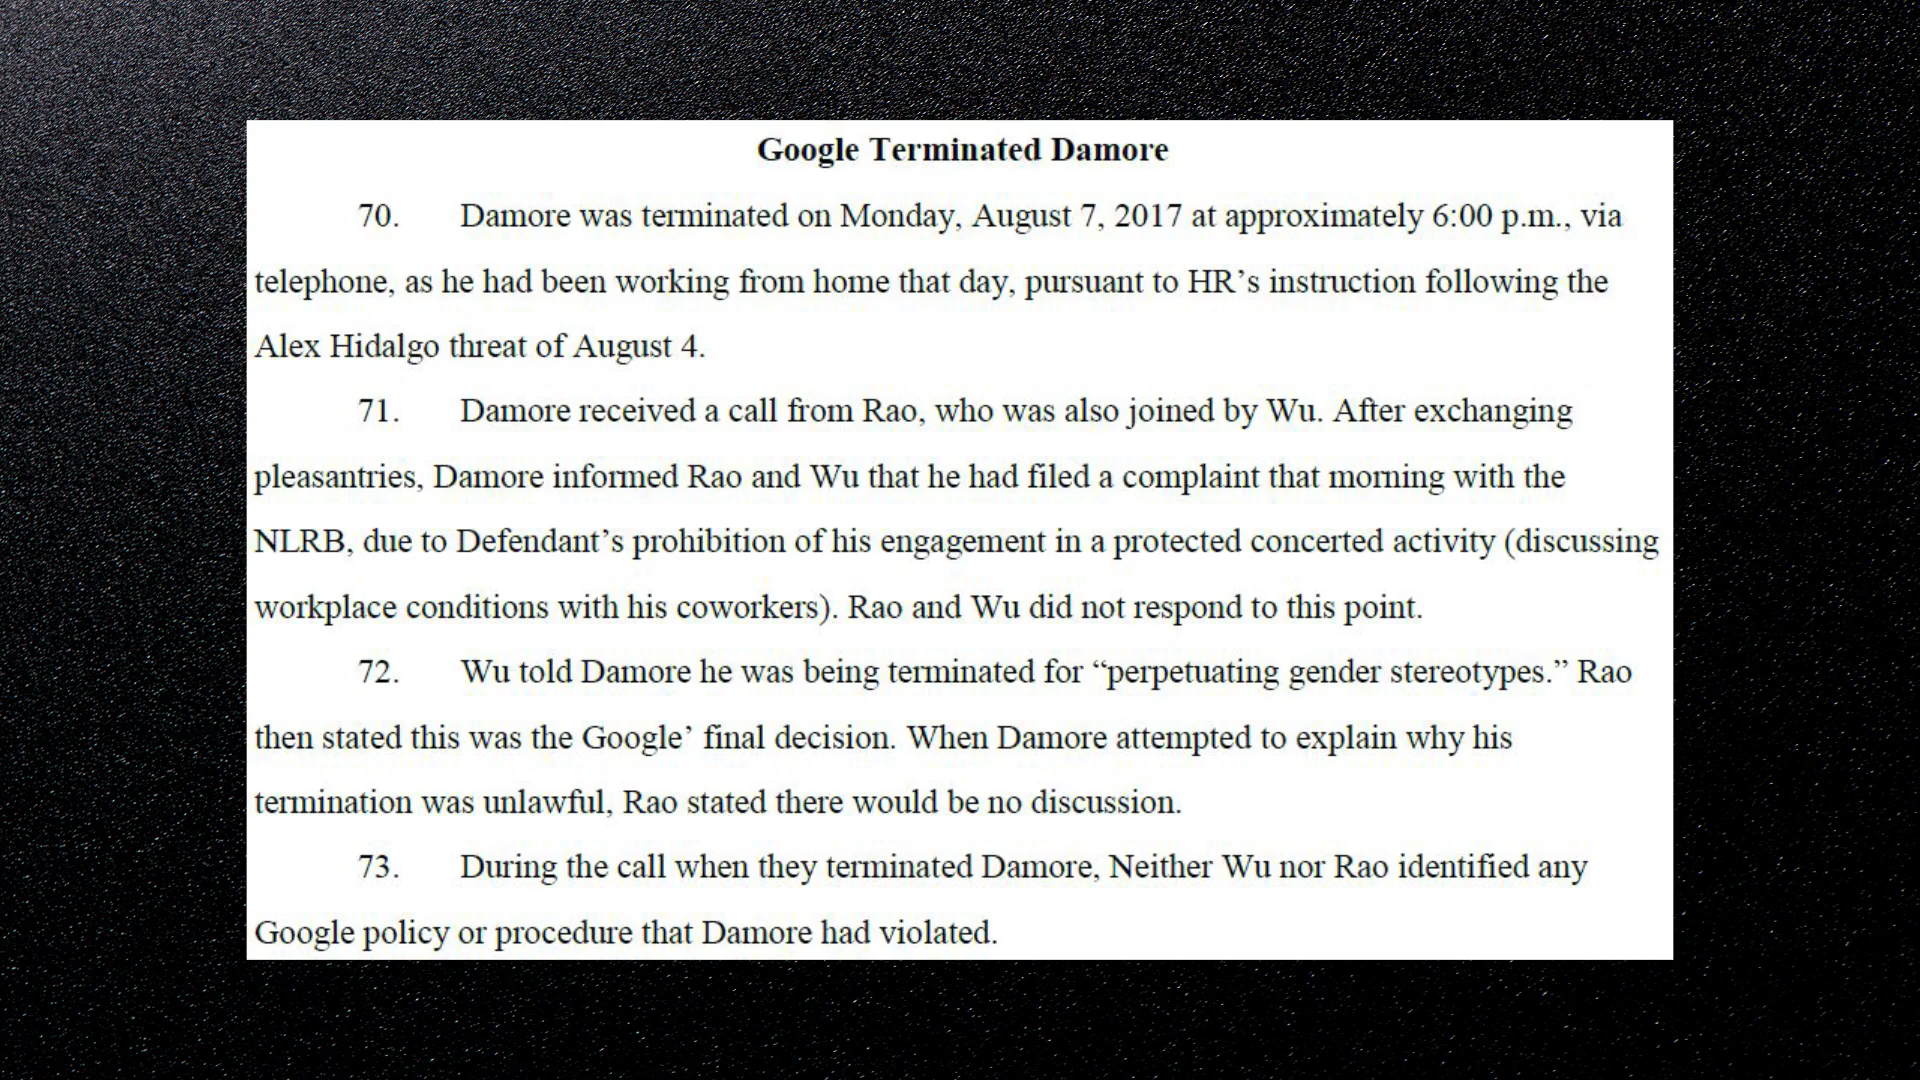 Google Terminated Damore
70. Damore was terminated on Monday, August 7, 2017 at approximately 6:00 p.m., via
telephone, as he had been working from home that day, pursuant to HR’s instruction following the
Alex Hidalgo threat of August 4.
71. Damore received a call from Rao, who was also joined by Wu. After exchanging
pleasantries, Damore informed Rao and Wu that he had filed a complaint that morning with the
NLRB, due to Defendant’s prohibition of his engagement in a protected concerted activity (discussing
workplace conditions with his coworkers). Rao and Wu did not respond to this point.
72. Wu told Damore he was being terminated for “perpetuating gender stereotypes.” Rao
then stated this was the Google’ final decision. When Damore attempted to explain why his
termination was unlawful, Rao stated there would be no discussion.
73. During the call when they terminated Damore, Neither Wu nor Rao identified any
Google policy or procedure that Damore had violated.